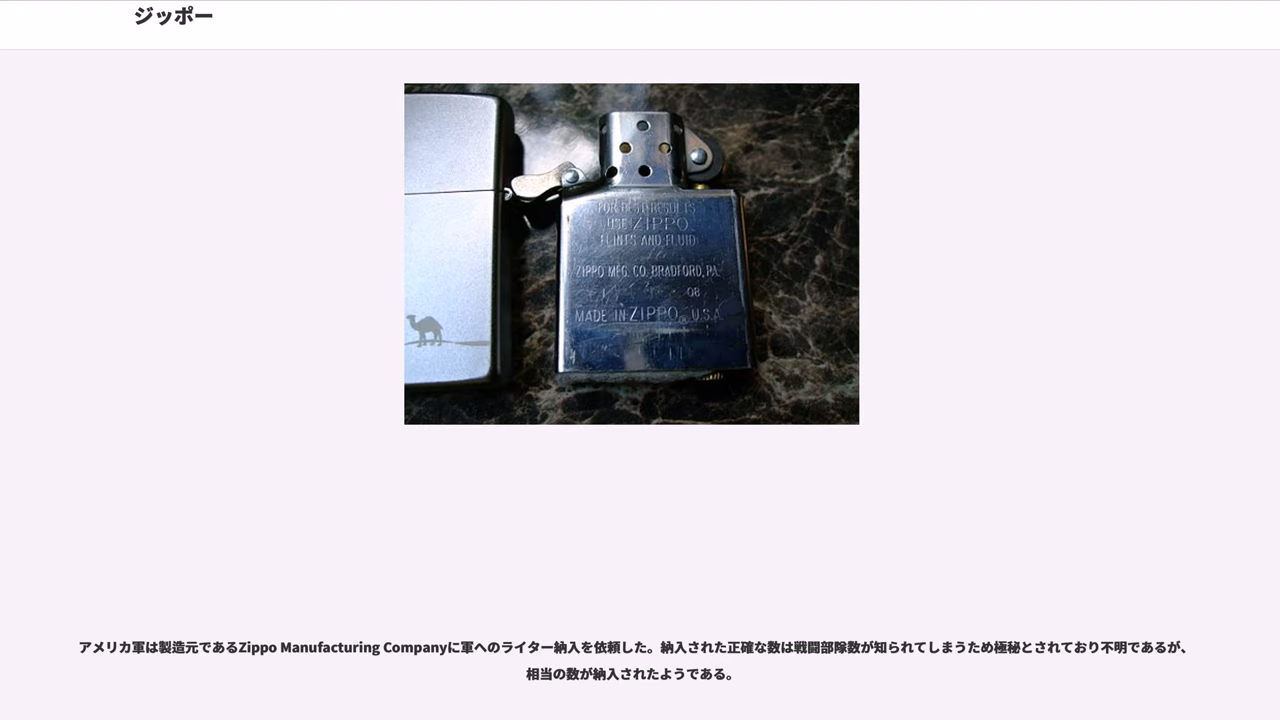 ジッポー
FOR BEST RESULTS
USE ZIPPO
FLINTS AND FLUID
ZIPPO MFG. CO. BRADFORD, PA.
08
MADE IN ZIPPO® U.S.A.
アメリカ軍は製造元であるZippo Manufacturing Companyに軍へのライター納入を依頼した。納入された正確な数は戦闘部隊数が知られてしまうため極秘とされており不明であるが、
相当の数が納入されたようである。